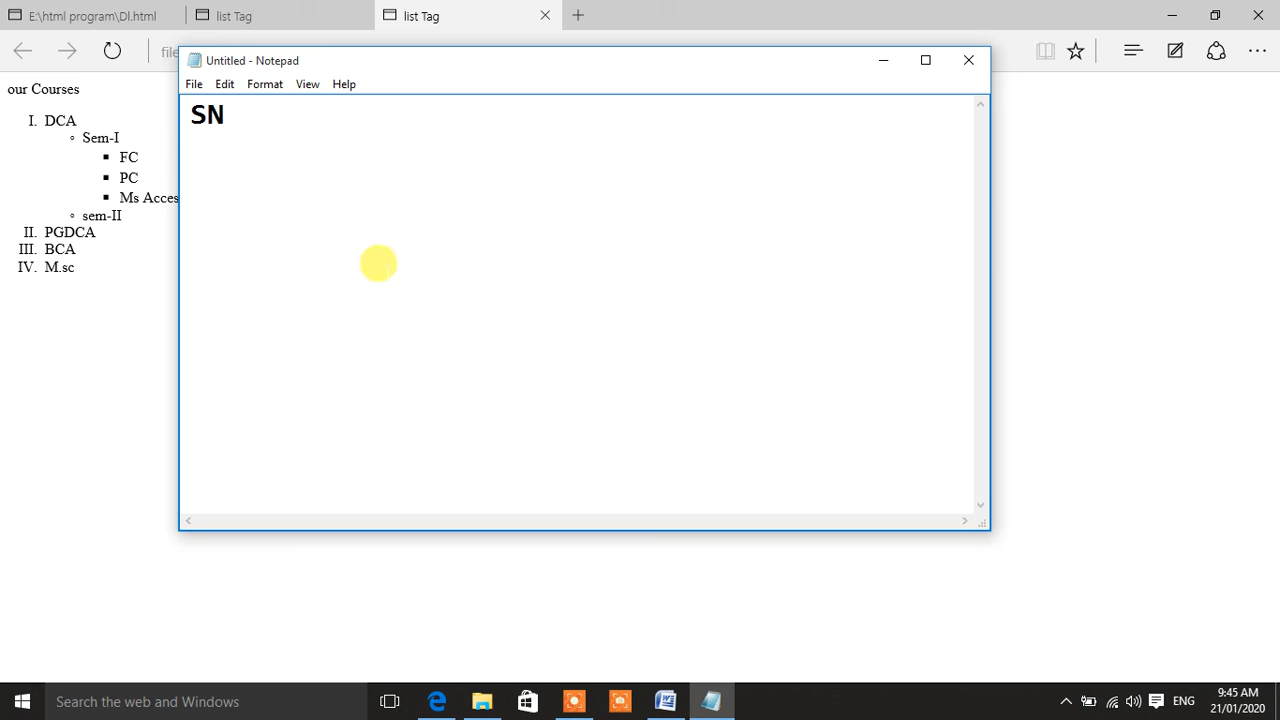 E:\html program\Dl.html
list Tag
list Tag
file
Untitled - Notepad
File Edit Format View Help
SN
our Courses
I. DCA
Sem-I
FC
PC
Ms Acces
sem-II
II. PGDCA
III. BCA
IV. M.sc
Search the web and Windows
ENG
9:45 AM
21/01/2020